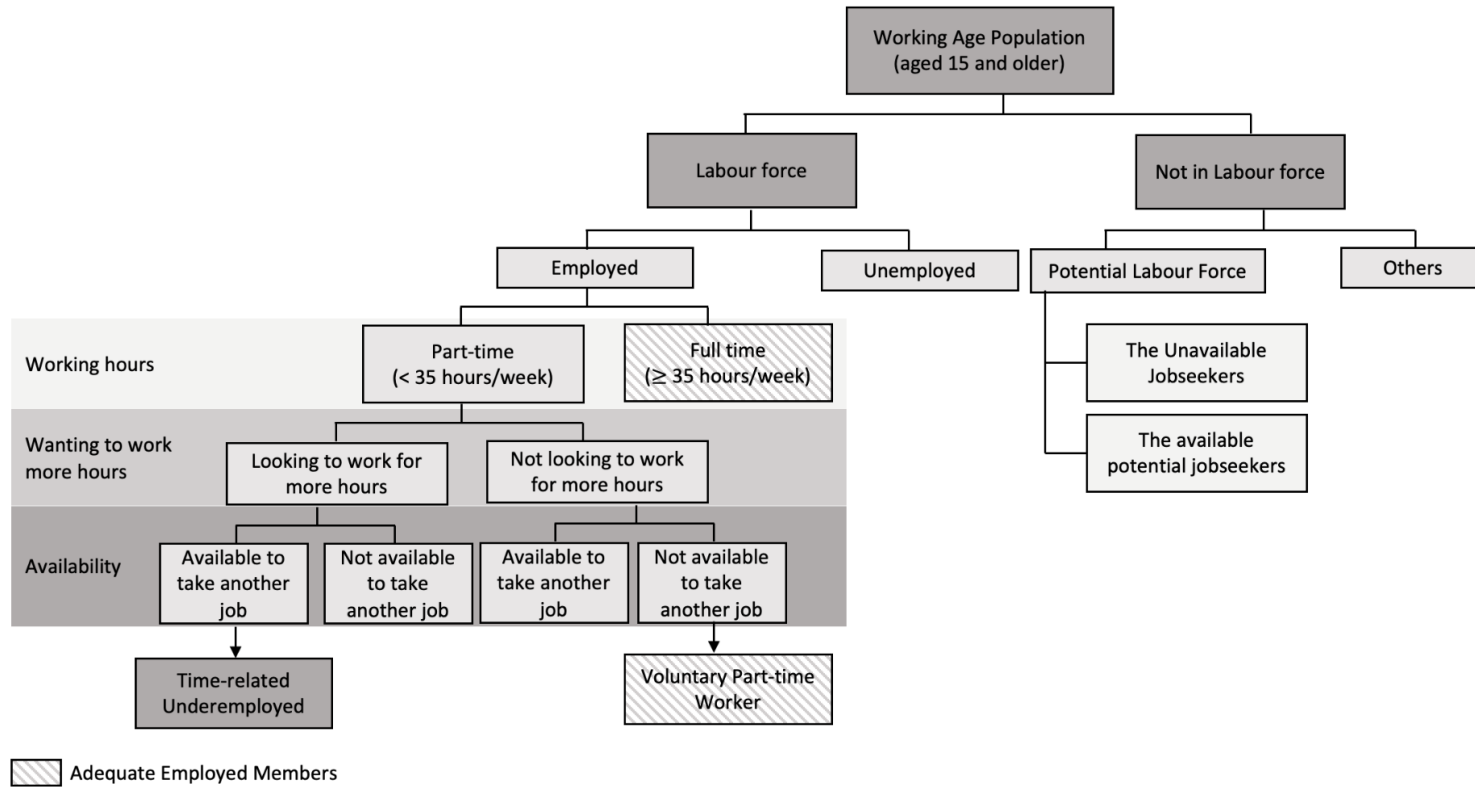 Working Age Population
(aged 15 and older)
Labour force
Not in Labour force
Employed
Unemployed
Potential Labour Force
Others
Working hours
Part-time
(< 35 hours/week)
Full time
(≥ 35 hours/week)
The Unavailable
Jobseekers
The available
potential jobseekers
Wanting to work
more hours
Looking to work for
more hours
Not looking to work
for more hours
Availability
Available to
take another
job
Not available
to take
another job
Available to
take another
job
Not available
to take
another job
Time-related
Underemployed
Voluntary Part-time
Worker
Adequate Employed Members